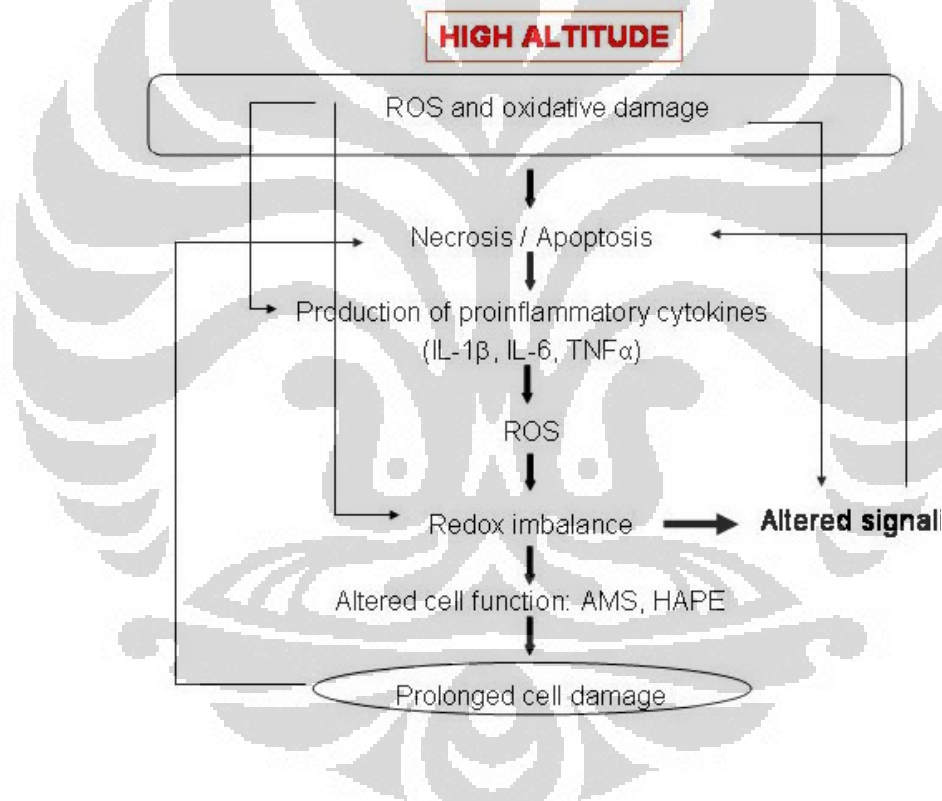 HIGH ALTITUDE
ROS and oxidative damage
Necrosis / Apoptosis
Production of proinflammatory cytokines
(IL-1β, IL-6, TNFα)
ROS
Redox imbalance
Altered signali
Altered cell function: AMS, HAPE
Prolonged cell damage